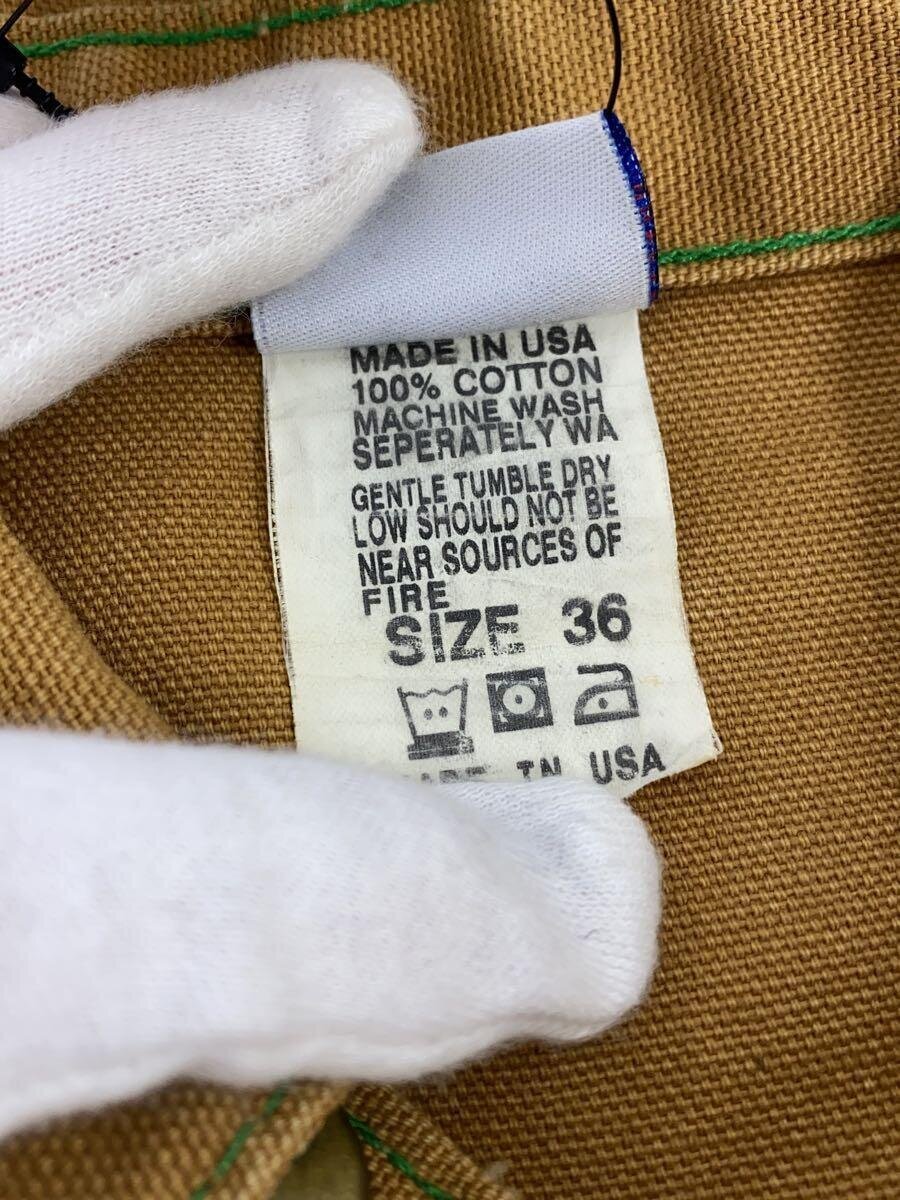 MADE IN USA
100% COTTON
MACHINE WASH
SEPERATELY WA
GENTLE TUMBLE DRY
LOW SHOULD NOT BE
NEAR SOURCES OF
FIRE
SIZE 36
MADE IN USA